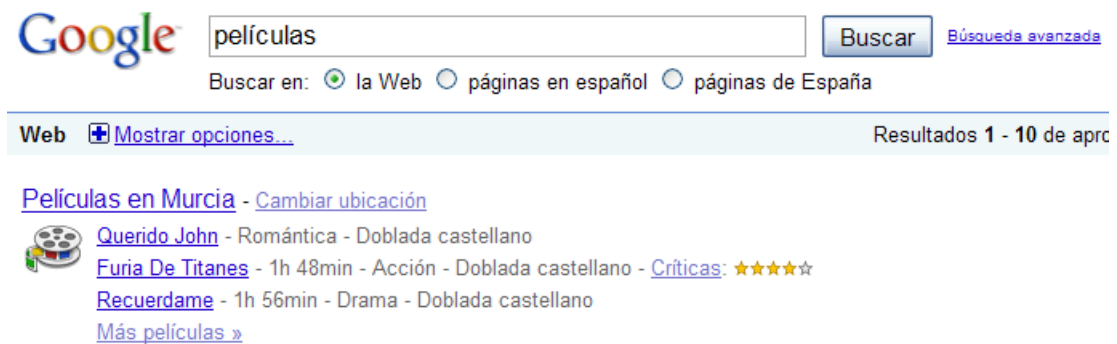 Google películas Buscar Búsqueda avanzada
Buscar en: la Web páginas en español páginas de España
Web Mostrar opciones... Resultados 1 - 10 de apro
Películas en Murcia - Cambiar ubicación
Querido John - Romántica - Doblada castellano
Furia De Titanes - 1h 48min - Acción - Doblada castellano - Críticas:
Recuerdame - 1h 56min - Drama - Doblada castellano
Más películas »